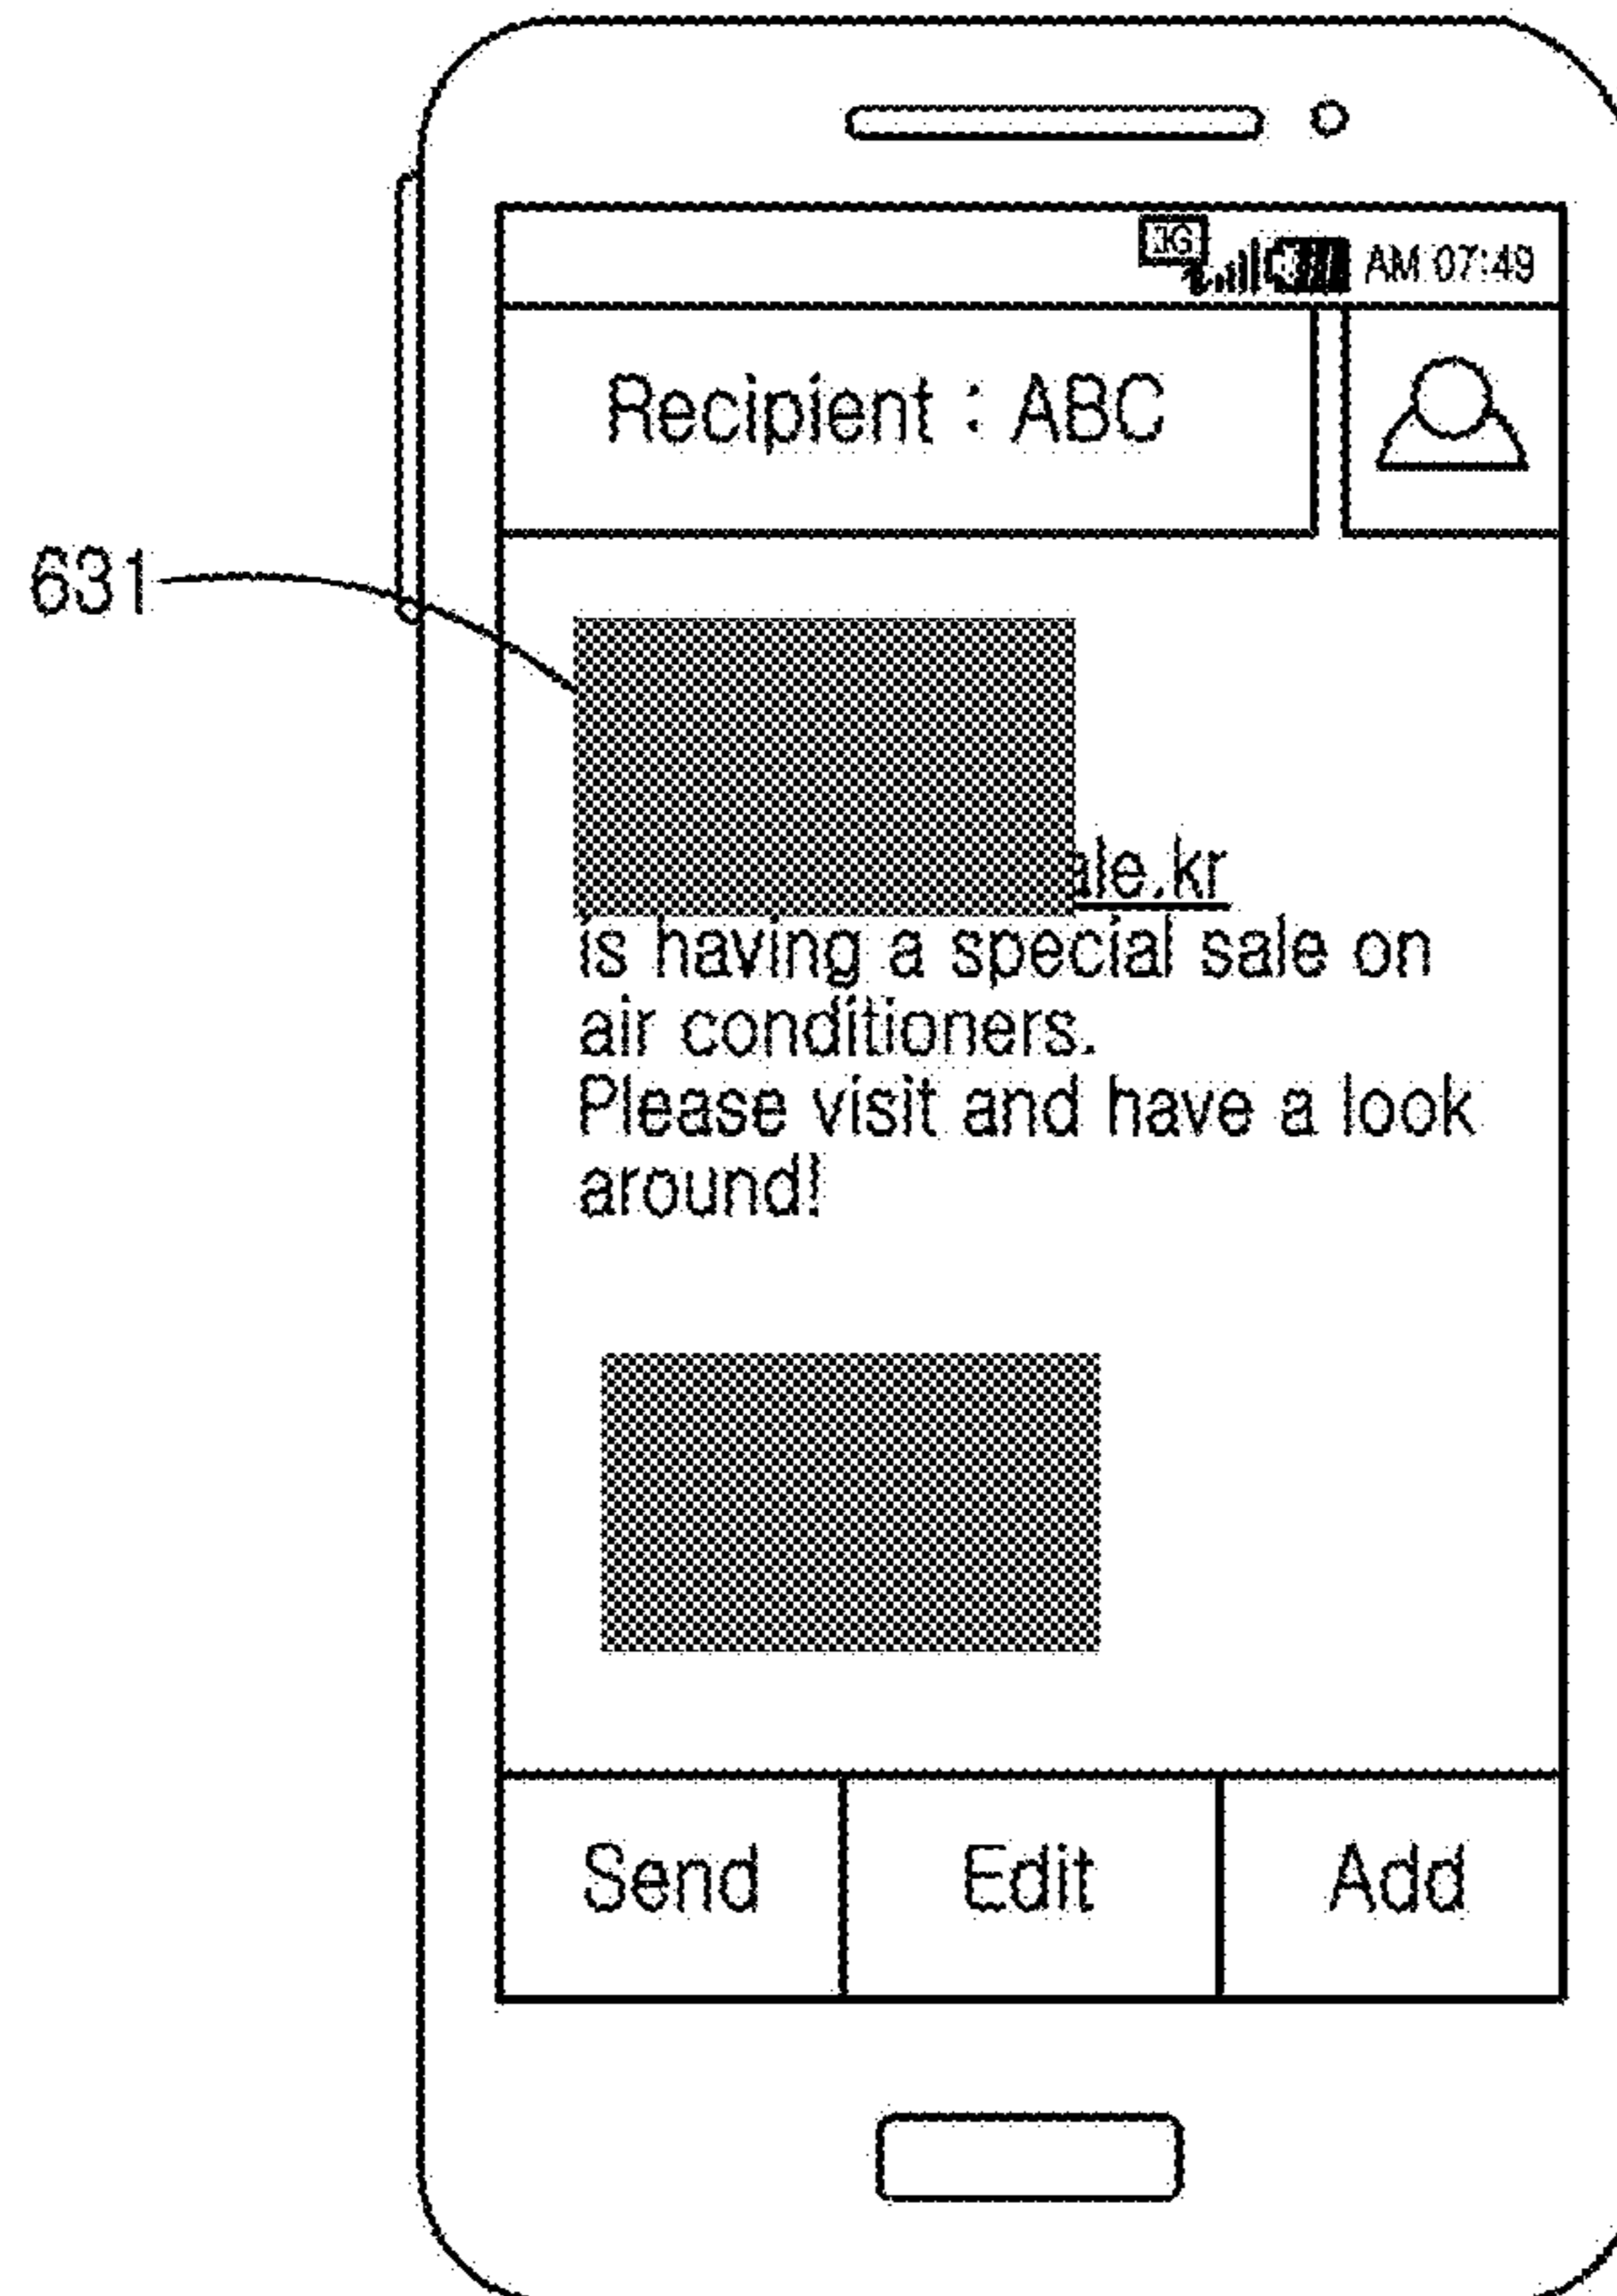 AM 07:49
Recipient : ABC
631
ale.kr
is having a special sale on
air conditioners.
Please visit and have a look
around!
Send
Edit
Add